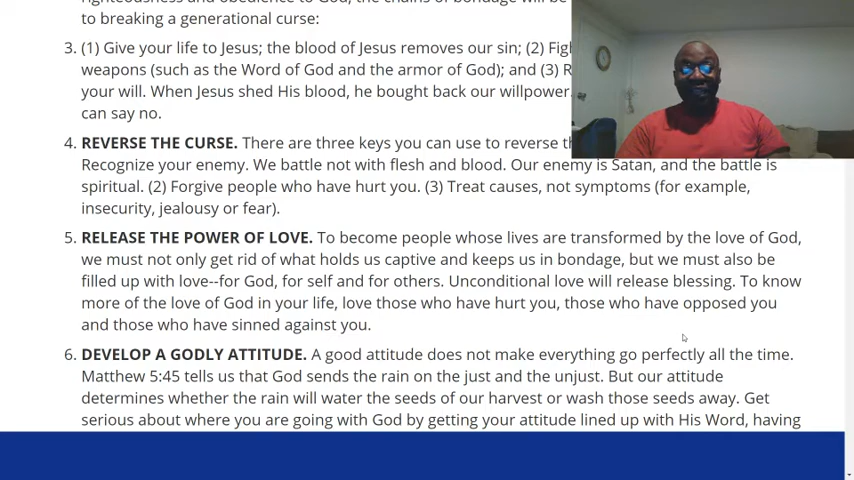 righteousness and obedience to God, the chains of bondage will be
to breaking a generational curse:
3. (1) Give your life to Jesus; the blood of Jesus removes our sin; (2)
weapons (such as the Word of God and the armor of God); and (3)
your will. When Jesus shed His blood, he bought back our willpower.
can say no.
4. REVERSE THE CURSE. There are three keys you can use to reverse
Recognize your enemy. We battle not with flesh and blood. Our enemy is Satan, and the battle is
spiritual. (2) Forgive people who have hurt you. (3) Treat causes, not symptoms (for example,
insecurity, jealousy or fear).
5. RELEASE THE POWER OF LOVE. To become people whose lives are transformed by the love of God,
we must not only get rid of what holds us captive and keeps us in bondage, but we must also be
filled up with love--for God, for self and for others. Unconditional love will release blessing. To know
more of the love of God in your life, love those who have hurt you, those who have opposed you
and those who have sinned against you.
6. DEVELOP A GODLY ATTITUDE. A good attitude does not make everything go perfectly all the time.
Matthew 5:45 tells us that God sends the rain on the just and the unjust. But our attitude
determines whether the rain will water the seeds of our harvest or wash those seeds away. Get
serious about where you are going with God by getting your attitude lined up with His Word, having